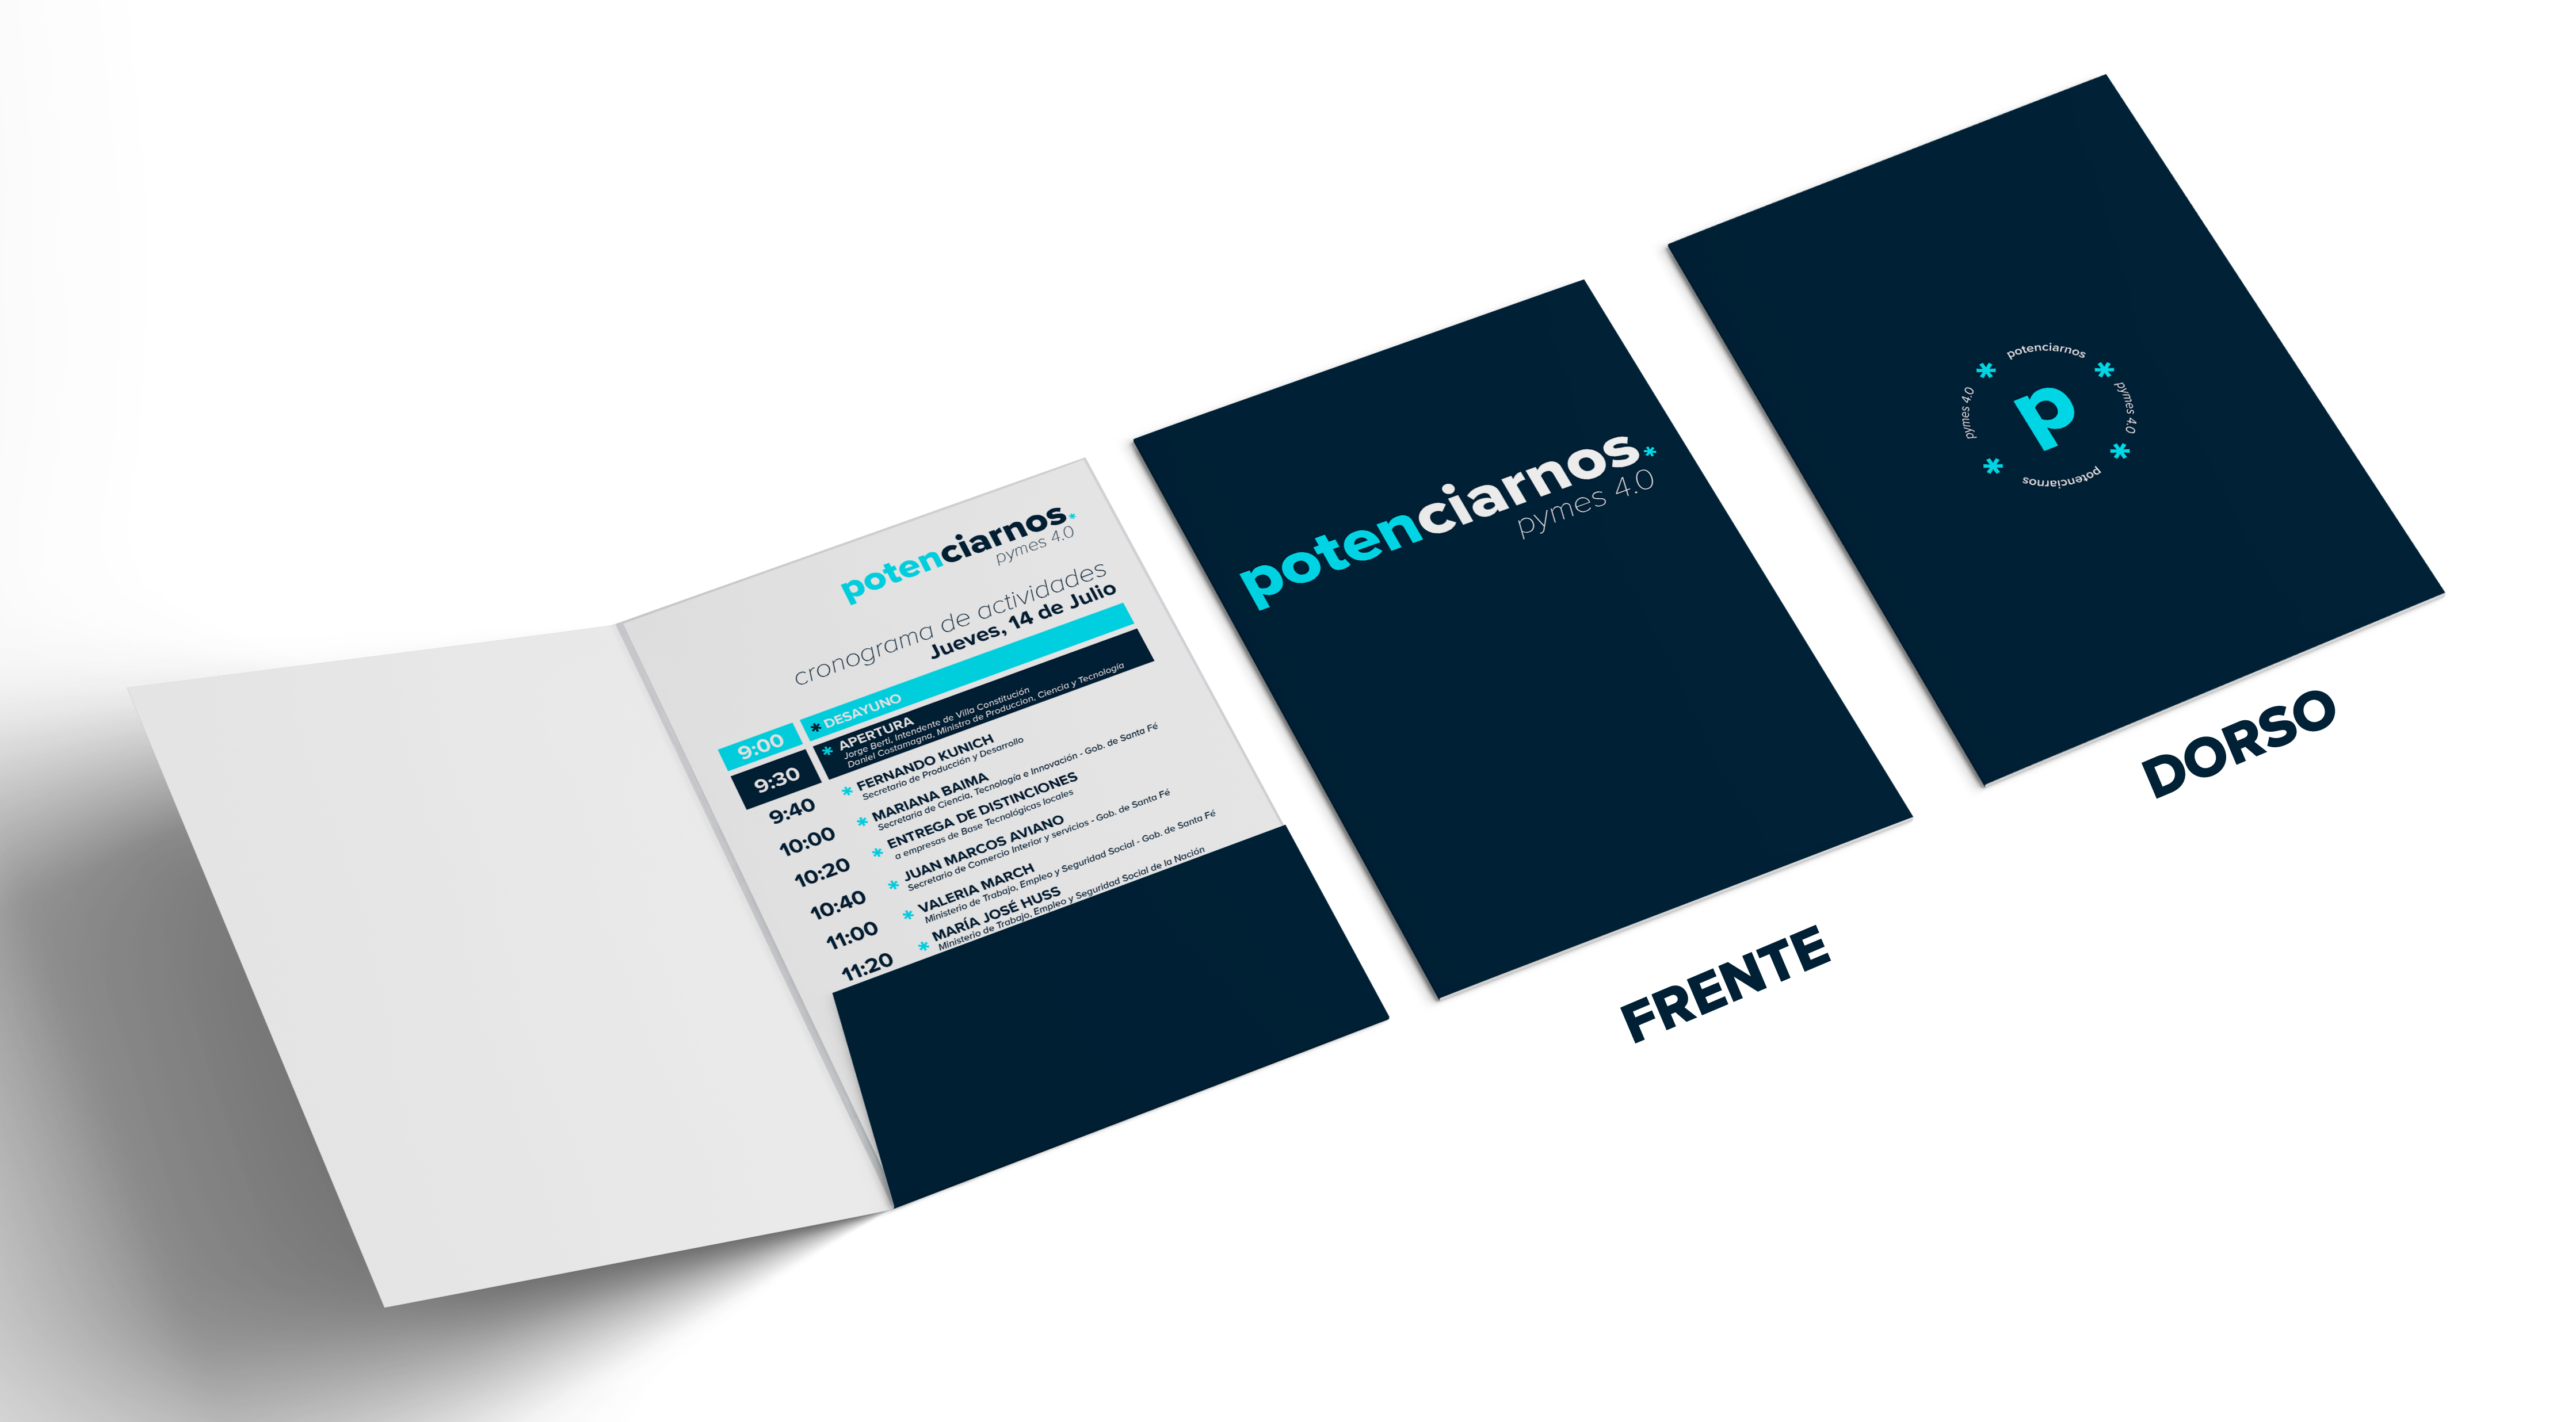 potenciarnos.*
pymes 4.0
cronograma de actividades
Jueves, 14 de Julio
9:00 * DESAYUNO
9:30 * APERTURA
Jorge Berti, Intendente de Villa Constitución
Daniel Costamagna, Ministro de Produccion, Ciencia y Tecnología
9:40 * FERNANDO KUNICH
Secretario de Producción y Desarrollo
10:00 * MARIANA BAIMA
Secretaria de Ciencia, Tecnología e Innovación - Gob. de Santa Fé
10:20 * ENTREGA DE DISTINCIONES
a empresas de Base Tecnológicas locales
10:40 * JUAN MARCOS AVIANO
Secretario de Comercio Interior y servicios - Gob. de Santa Fé
11:00 * VALERIA MARCH
Ministerio de Trabajo, Empleo y Seguridad Social - Gob. de Santa Fé
11:20 * MARÍA JOSÉ HUSS
Ministerio de Trabajo, Empleo y Seguridad Social de la Nación
potenciarnos.*
pymes 4.0
FRENTE
potenciarnos
* *
pymes 4.0
p
pymes 4.0
* *
potenciarnos
DORSO